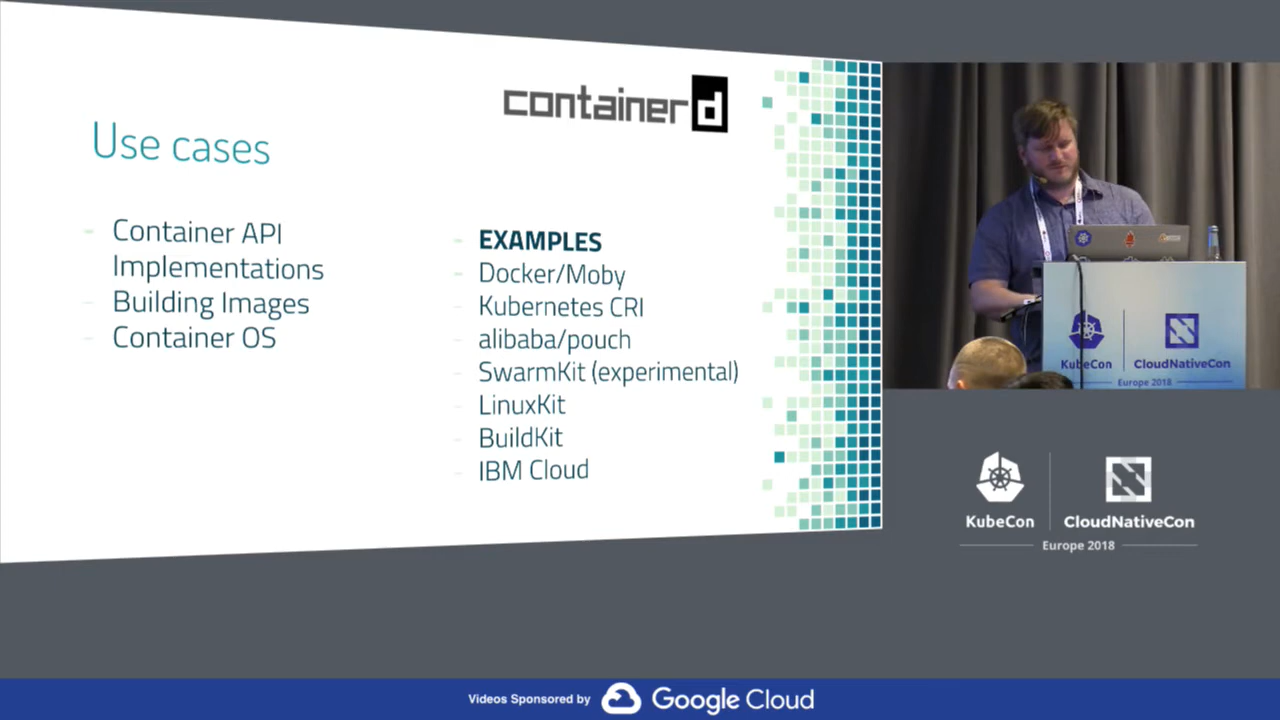 container d
Use cases
- Container API
Implementations
- Building Images
- Container OS
- EXAMPLES
- Docker/Moby
- Kubernetes CRI
- alibaba/pouch
- SwarmKit (experimental)
- LinuxKit
- BuildKit
- IBM Cloud
KubeCon
CloudNativeCon
Europe 2018
KubeCon
CloudNativeCon
Europe 2018
Videos Sponsored by Google Cloud